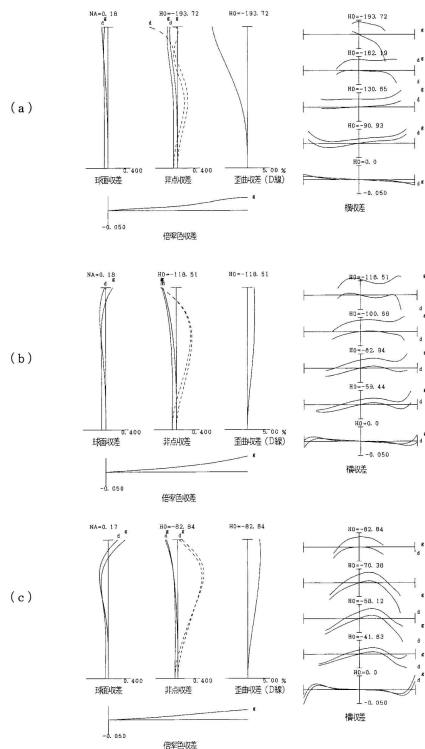 (a)
NA=0.18
H0=-193.72
H0=-193.72
d g
d g
0.400
0.400
5.00 %
球面収差
非点収差
歪曲収差(D線)
g
-0.050
倍率色収差
H0=-193.72
g
d
H0=-162.19
g
d
H0=-130.65
g
d
H0=-90.93
g
d
H0=0.0
g
d
-0.050
横収差
(b)
NA=0.18
H0=-118.51
H0=-118.51
d g
0.400
0.400
5.00 %
球面収差
非点収差
歪曲収差(D線)
g
-0.050
倍率色収差
H0=-118.51
g
d
H0=-100.68
g
d
H0=-82.84
g
d
H0=-59.44
g
d
H0=0.0
g
d
-0.050
横収差
(c)
NA=0.17
H0=-82.84
H0=-82.84
d g
d g
0.400
0.400
5.00 %
球面収差
非点収差
歪曲収差(D線)
g
-0.050
倍率色収差
H0=-82.84
g
d
H0=-70.38
g
d
H0=-58.12
g
d
H0=-41.83
g
d
H0=0.0
g
d
-0.050
横収差